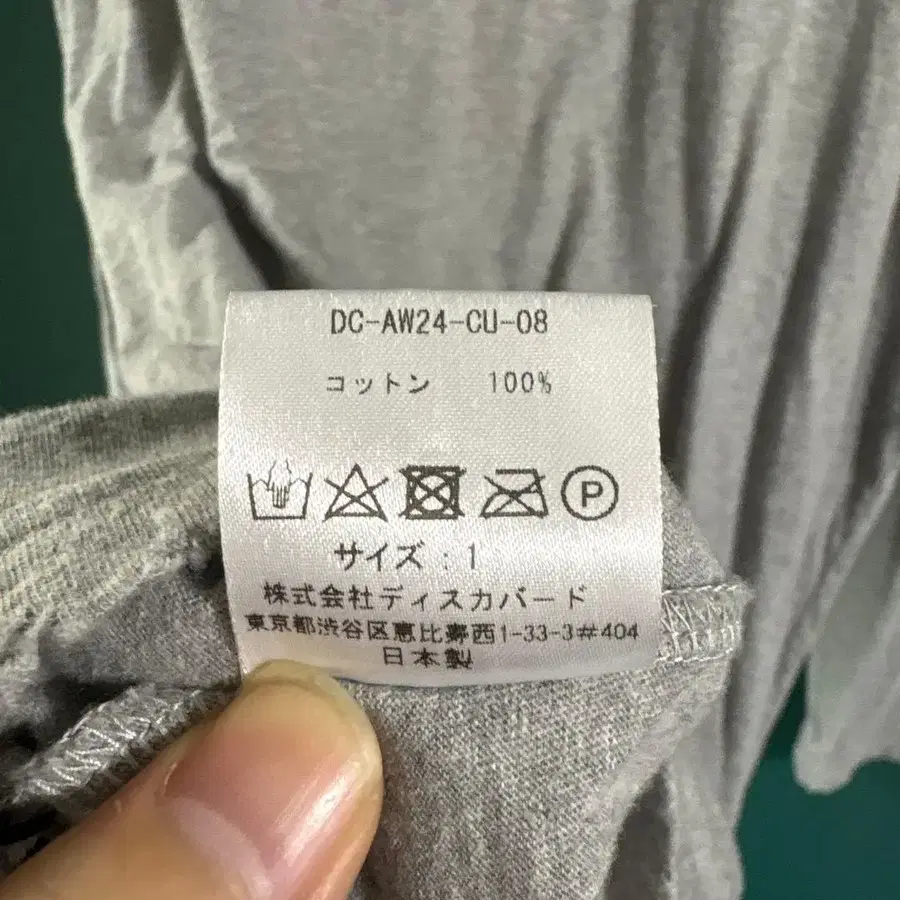 DC-AW24-CU-08
コットン 100%
P
サイズ:1
株式会社ディスカバード
東京都渋谷区恵比寿西1-33-3#404
日本製